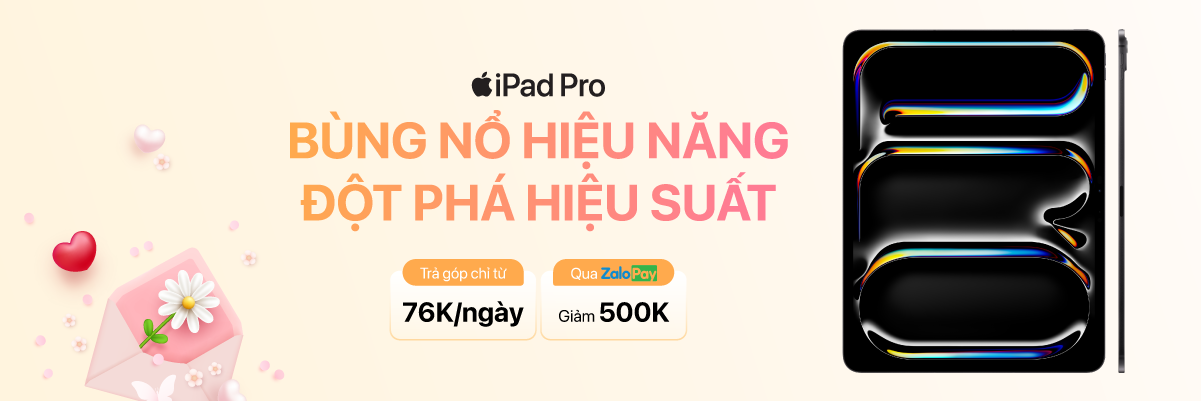 iPad Pro
BÙNG NỔ HIỆU NĂNG
ĐỘT PHÁ HIỆU SUẤT
Trả góp chỉ từ
76K/ngày
Qua ZaloPay
Giảm 500K